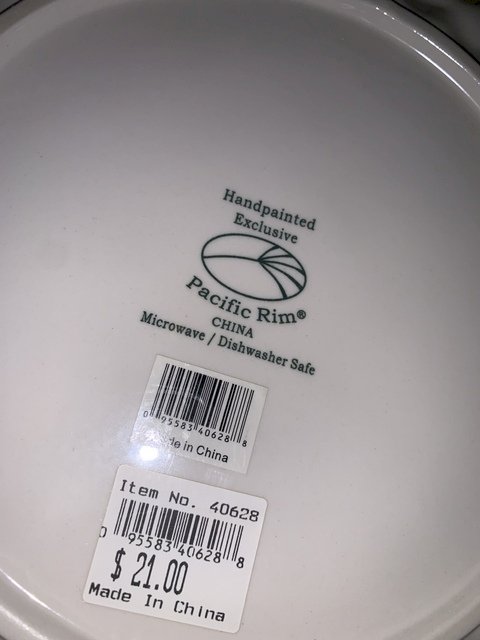 Handpainted
Exclusive
Pacific Rim®
CHINA
Microwave / Dishwasher Safe
0 95583 40628 8
in China
Item No. 40628
0 95583 40628 8
$ 21.00
Made In China